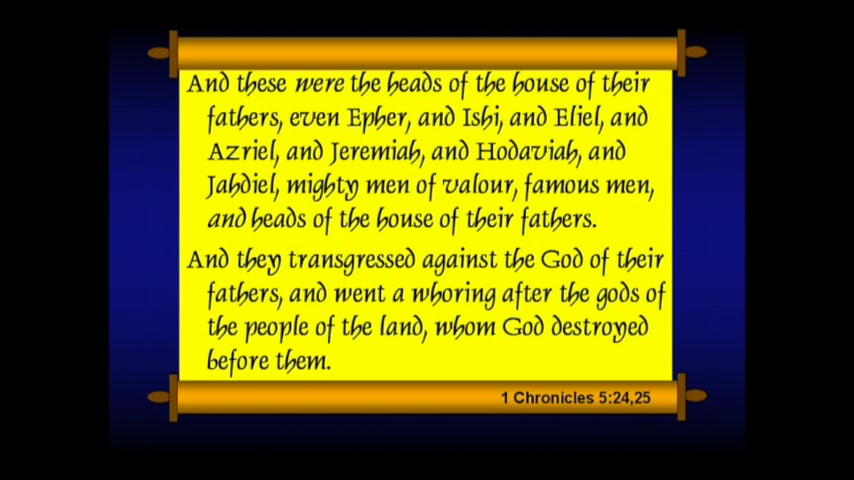 And these were the heads of the house of their
fathers, even Epher, and Ishi, and Eliel, and
Azriel, and Jeremiah, and Hodaviah, and
Jahdiel, mighty men of valour, famous men,
and heads of the house of their fathers.
And they transgressed against the God of their
fathers, and went a whoring after the gods of
the people of the land, whom God destroyed
before them.
1 Chronicles 5:24,25